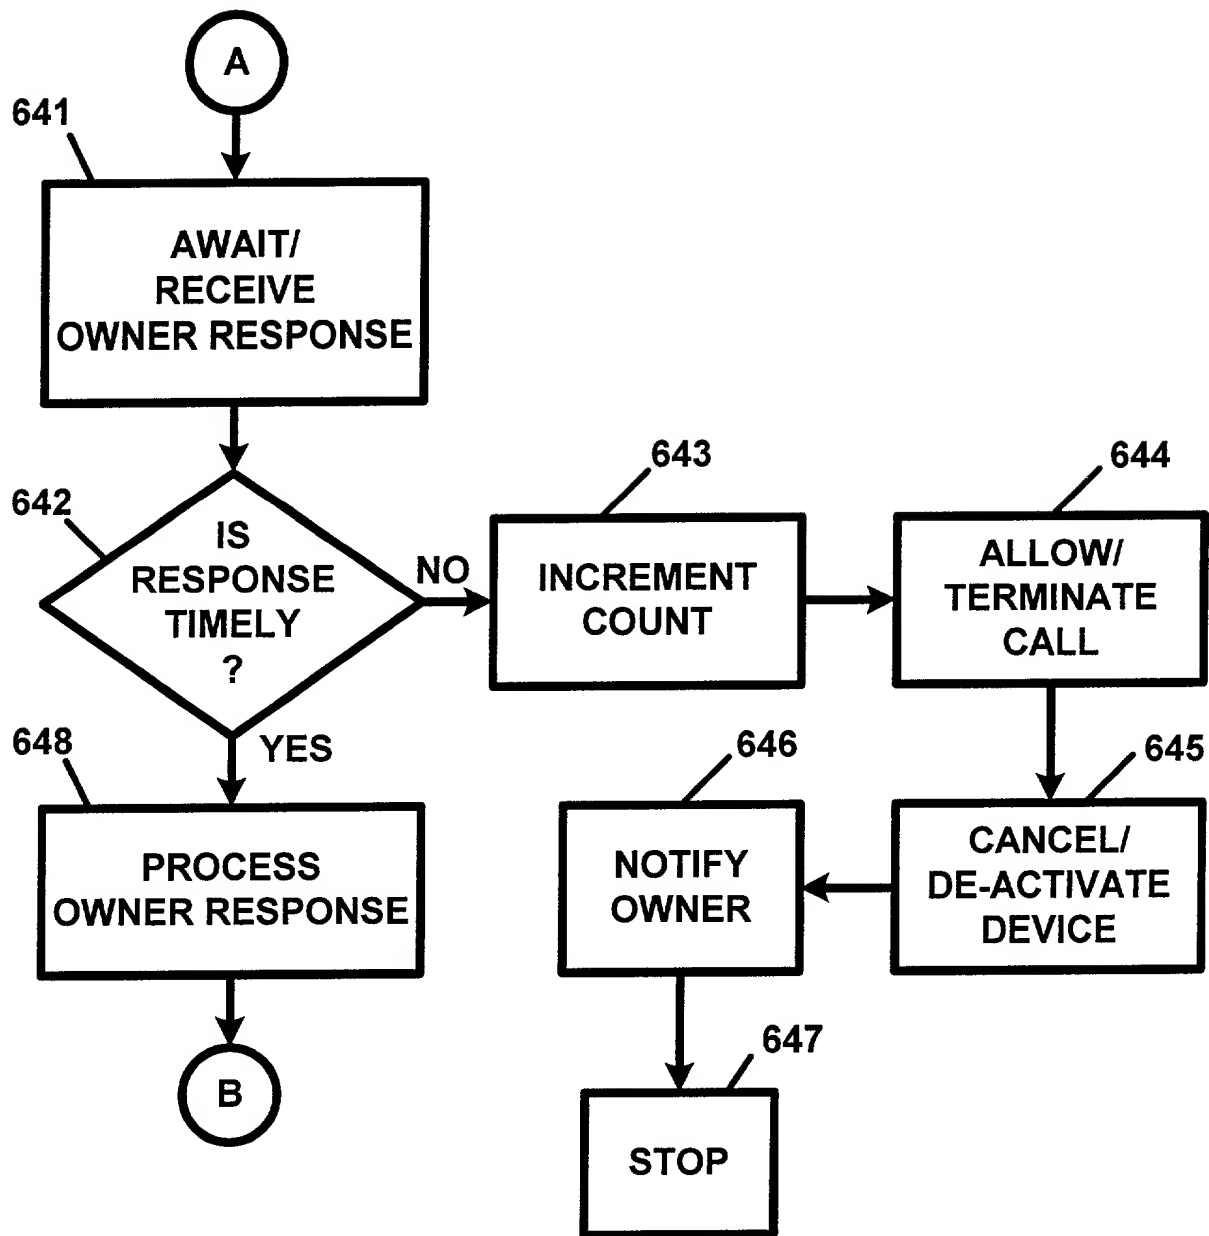 A
641
AWAIT/
RECEIVE
OWNER RESPONSE
642
IS
RESPONSE
TIMELY
?
NO
643
INCREMENT
COUNT
644
ALLOW/
TERMINATE
CALL
YES
648
PROCESS
OWNER RESPONSE
B
646
NOTIFY
OWNER
645
CANCEL/
DE-ACTIVATE
DEVICE
647
STOP